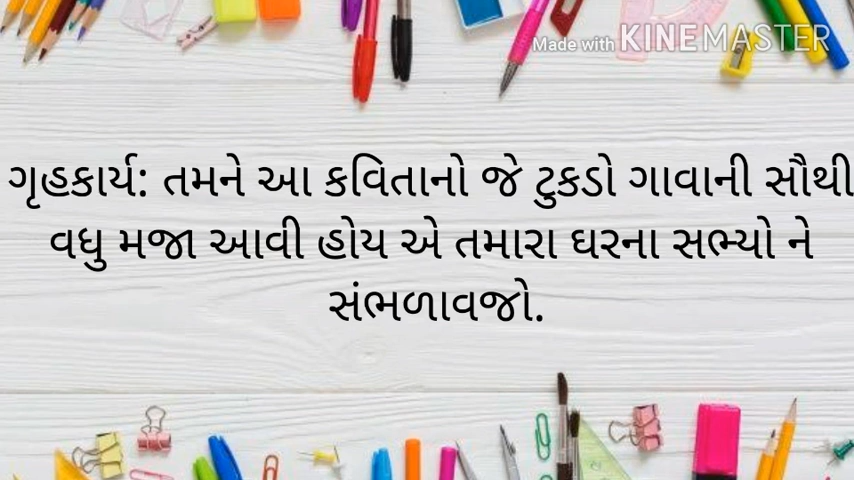 Made with KINEMASTER
ગૃહકાર્ય: તમને આ કવિતાનો જે ટુકડો ગાવાની સૌથી
વધુ મજા આવી હોય એ તમારા ઘરના સભ્યો ને
સંભળાવજો.